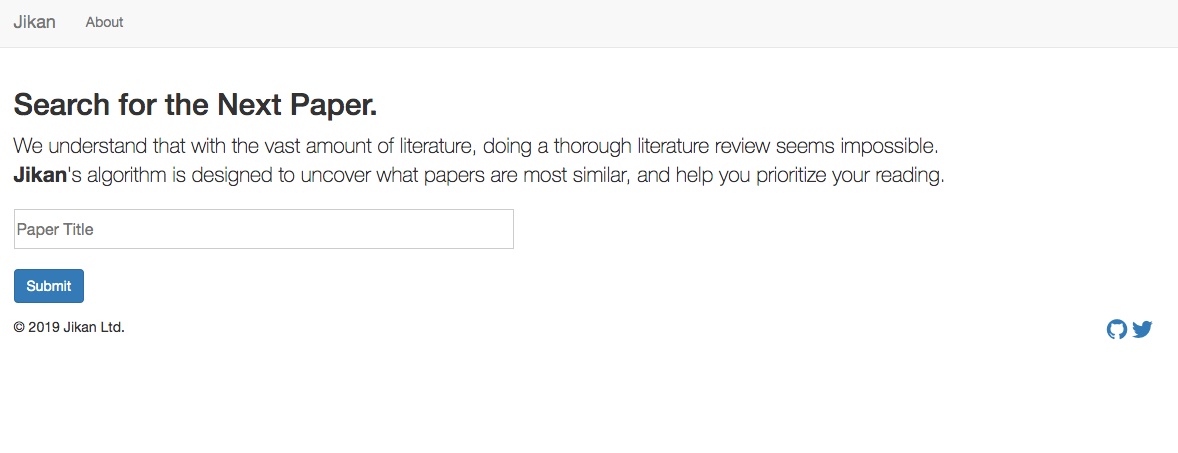 Jikan About
Search for the Next Paper.
We understand that with the vast amount of literature, doing a thorough literature review seems impossible.
Jikan's algorithm is designed to uncover what papers are most similar, and help you prioritize your reading.
Paper Title
Submit
© 2019 Jikan Ltd.